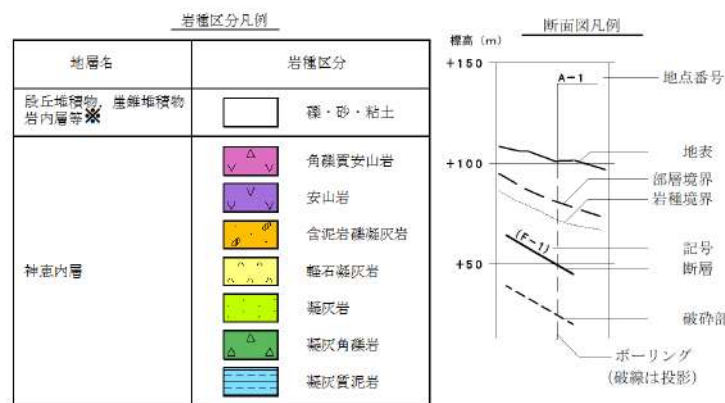 岩種区分凡例
地層名
岩種区分
段丘堆積物,崖錐堆積物
岩内層等※
礫・砂・粘土
神恵内層
角礫質安山岩
安山岩
含泥岩礫凝灰岩
軽石凝灰岩
凝灰岩
凝灰角礫岩
凝灰質泥岩
断面図凡例
標高(m)
+150
A-1
地点番号
+100
地表
部層境界
岩種境界
(F-1)
記号
+50
断層
破砕部
ボーリング
(破線は投影)